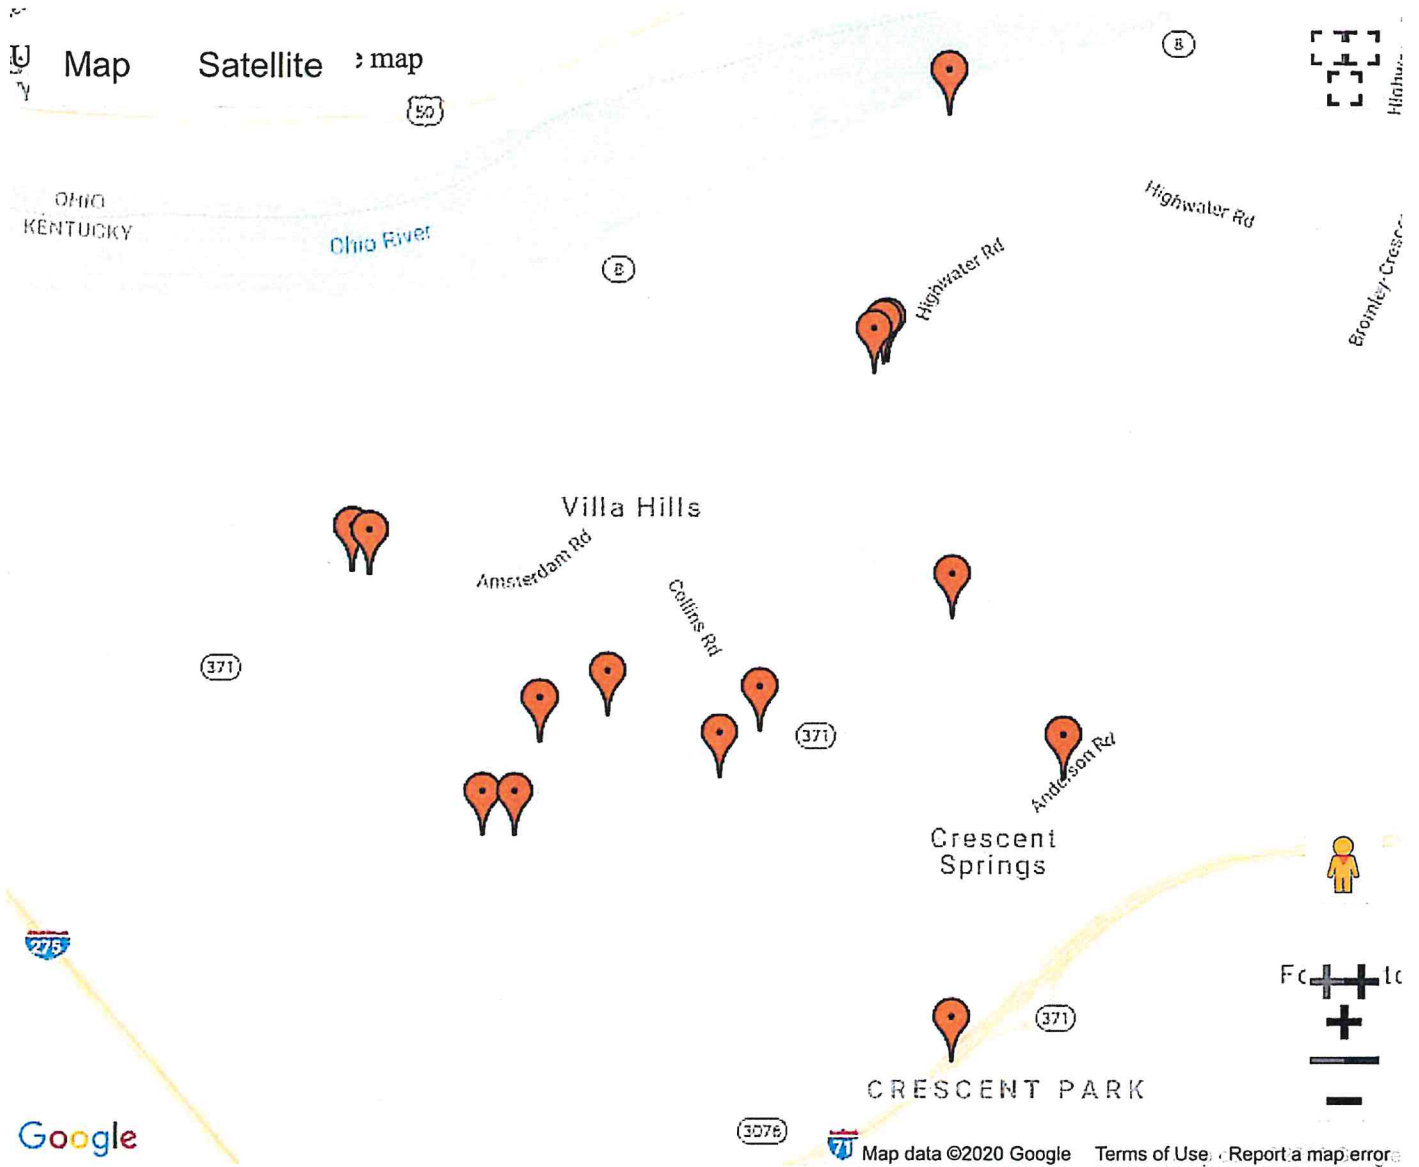 Map Satellite e map
50
8
OHIO
KENTUCKY
Ohio River
8
Highwater Rd
Highwater Rd
Villa Hills
Amsterdam Rd
Collins Rd
371
371
Anderson Rd
Crescent
Springs
275
371
CRESCENT PARK
Google
3076
71
Map data ©2020 Google Terms of Use Report a map error